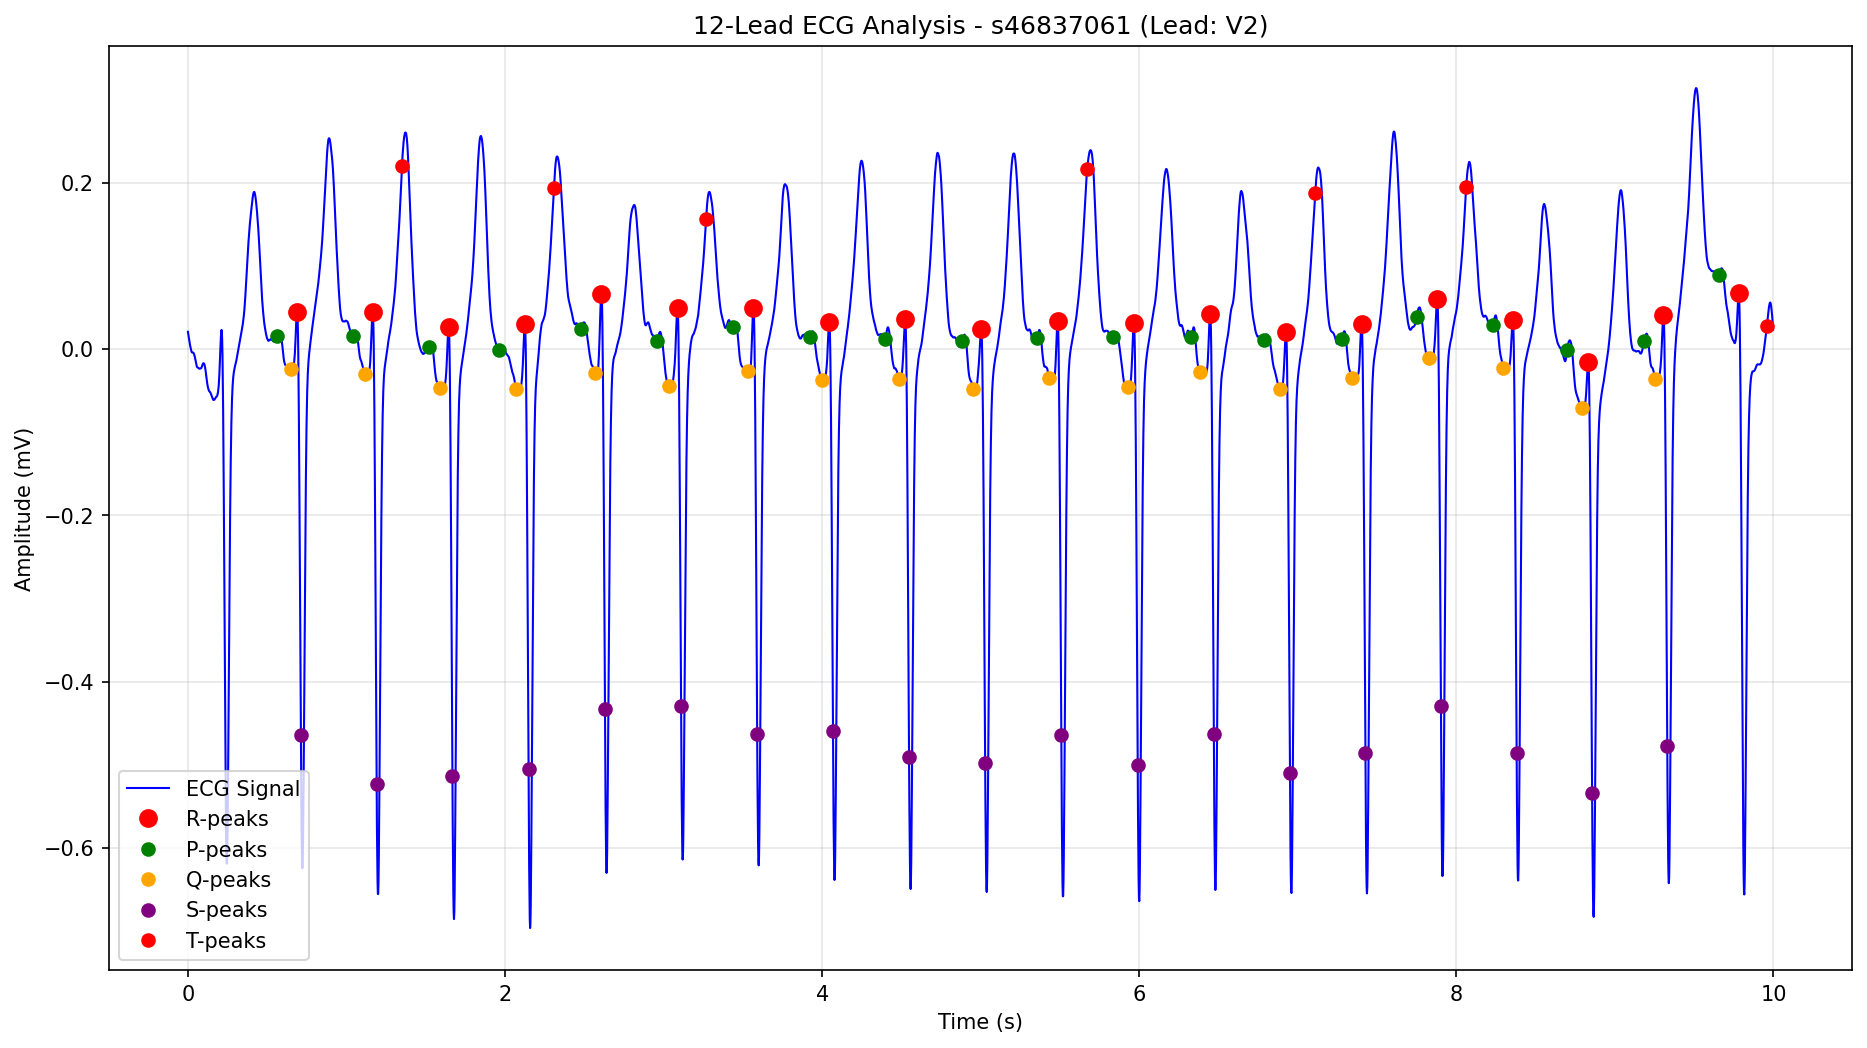 12-Lead ECG Analysis - s46837061 (Lead: V2)
Amplitude (mV)
0.2
0.0
−0.2
−0.4
−0.6
ECG Signal
R-peaks
P-peaks
Q-peaks
S-peaks
T-peaks
0 2 4 6 8 10
Time (s)